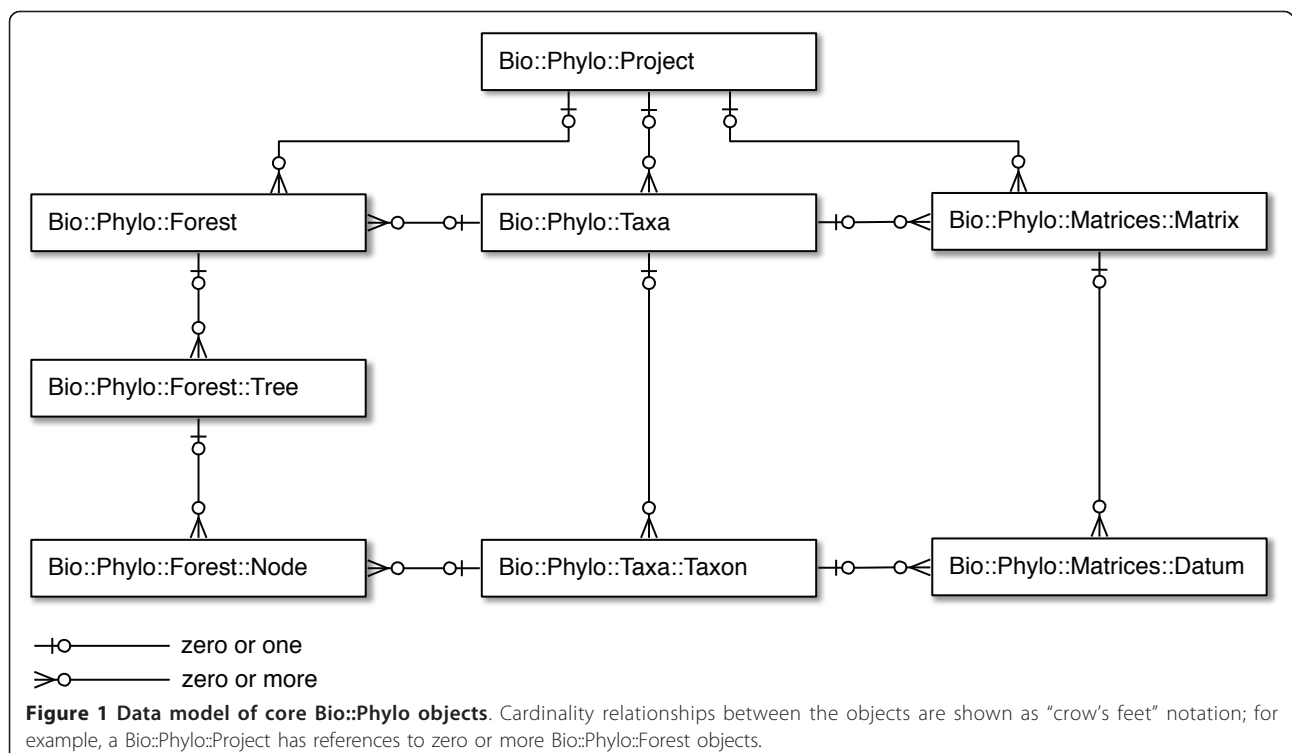 Bio::Phylo::Project
Bio::Phylo::Forest
Bio::Phylo::Taxa
Bio::Phylo::Matrices::Matrix
Bio::Phylo::Forest::Tree
Bio::Phylo::Forest::Node
Bio::Phylo::Taxa::Taxon
Bio::Phylo::Matrices::Datum
zero or one
zero or more
Figure 1 Data model of core Bio::Phylo objects. Cardinality relationships between the objects are shown as “crow’s feet” notation; for
example, a Bio::Phylo::Project has references to zero or more Bio::Phylo::Forest objects.